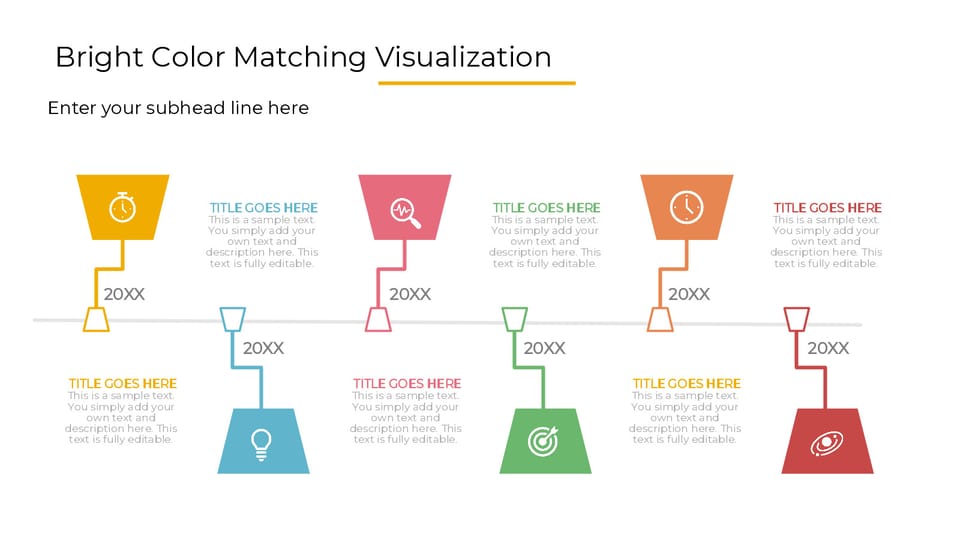 Bright Color Matching Visualization
Enter your subhead line here
TITLE GOES HERE
This is a sample text.
You simply add your
own text and
description here. This
text is fully editable.
TITLE GOES HERE
This is a sample text.
You simply add your
own text and
description here. This
text is fully editable.
TITLE GOES HERE
This is a sample text.
You simply add your
own text and
description here. This
text is fully editable.
20XX
20XX
20XX
20XX
20XX
20XX
TITLE GOES HERE
This is a sample text.
You simply add your
own text and
description here. This
text is fully editable.
TITLE GOES HERE
This is a sample text.
You simply add your
own text and
description here. This
text is fully editable.
TITLE GOES HERE
This is a sample text.
You simply add your
own text and
description here. This
text is fully editable.